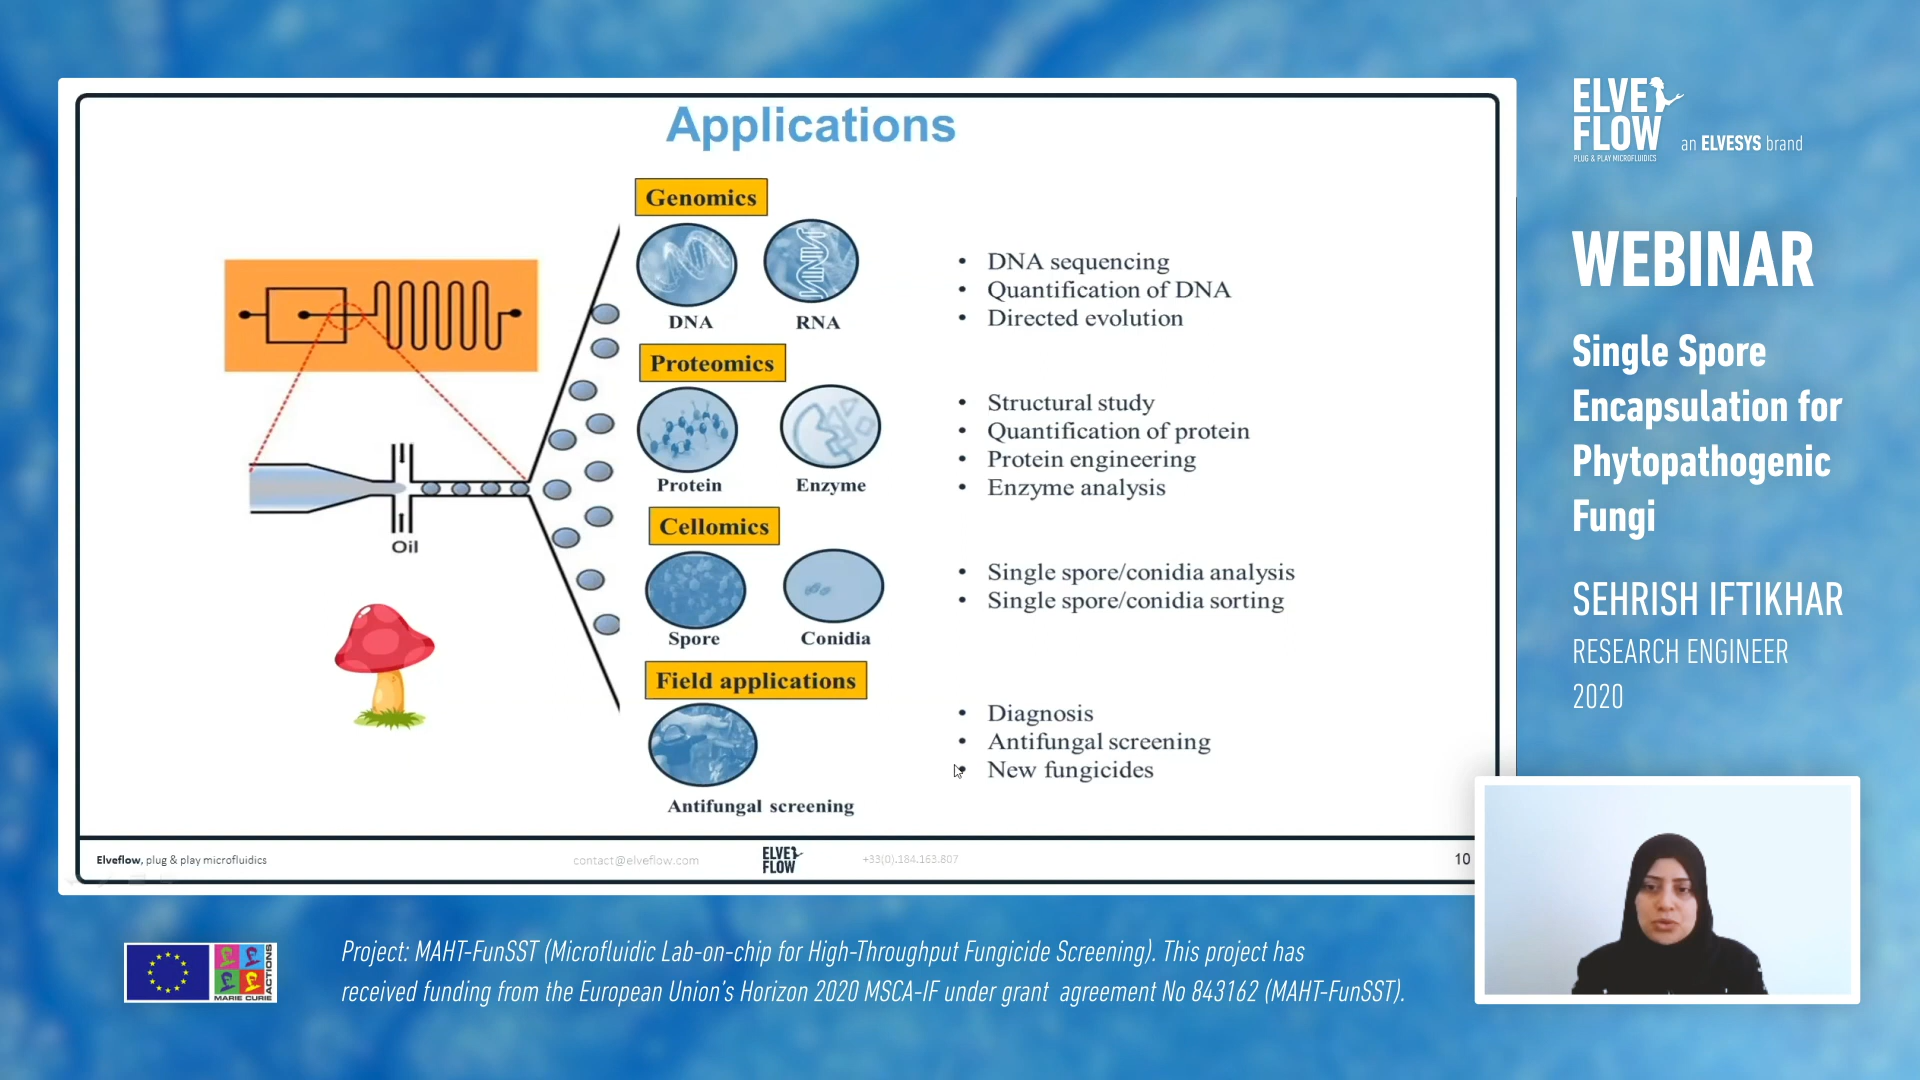 Applications
Genomics
DNA
RNA
• DNA sequencing
• Quantification of DNA
• Directed evolution
Proteomics
Protein
Enzyme
• Structural study
• Quantification of protein
• Protein engineering
• Enzyme analysis
Cellomics
Spore
Conidia
• Single spore/conidia analysis
• Single spore/conidia sorting
Field applications
Antifungal screening
• Diagnosis
• Antifungal screening
• New fungicides
Oil
Elveflow, plug & play microfluidics
contact@elveflow.com
ELVE
FLOW
+33(0).184.163.807
10
ELVE
FLOW
PLUG & PLAY MICROFLUIDICS
an ELVESYS brand
WEBINAR
Single Spore
Encapsulation for
Phytopathogenic
Fungi
SEHRISH IFTIKHAR
RESEARCH ENGINEER
2020
MARIE CURIE
ACTIONS
Project: MAHT-FunSST (Microfluidic Lab-on-chip for High-Throughput Fungicide Screening). This project has
received funding from the European Union's Horizon 2020 MSCA-IF under grant agreement No 843162 (MAHT-FunSST).